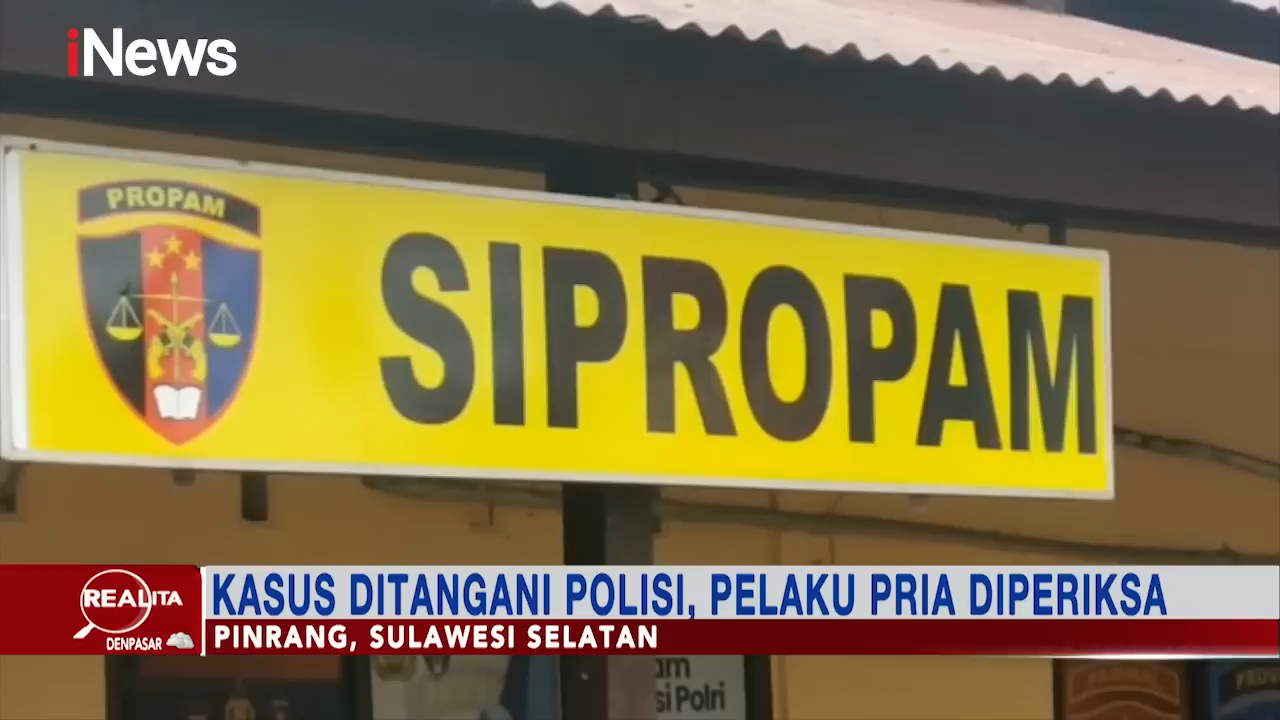 iNews
PROPAM
SIPROPAM
REALITA
DENPASAR
KASUS DITANGANI POLISI, PELAKU PRIA DIPERIKSA
PINRANG, SULAWESI SELATAN
si Polri